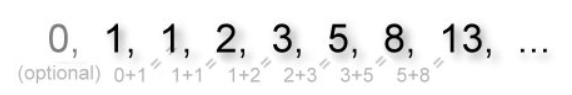 0, 1, 1, 2, 3, 5, 8, 13, ...
(optional) 0+1= 1+1= 1+2= 2+3= 3+5= 5+8=